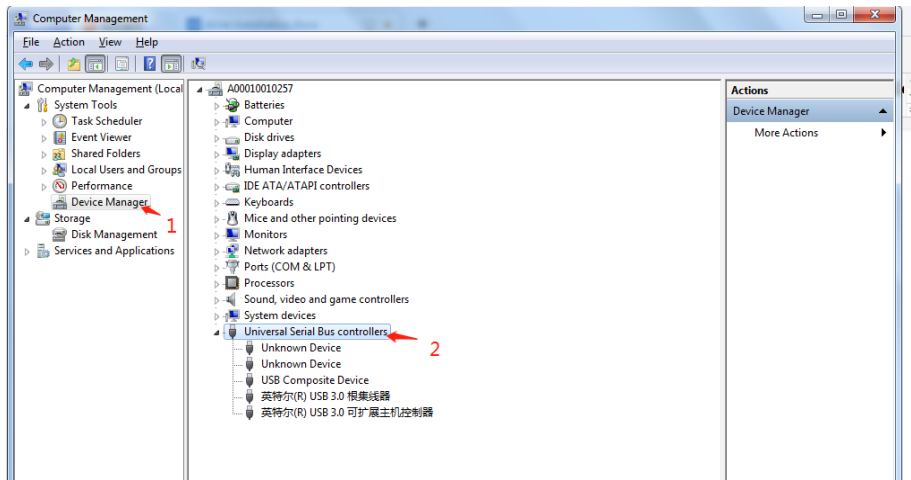 Computer Management
File Action View Help
Computer Management (Local
System Tools
Task Scheduler
Event Viewer
Shared Folders
Local Users and Groups
Performance
Device Manager
1
Storage
Disk Management
Services and Applications
A00010010257
Batteries
Computer
Disk drives
Display adapters
Human Interface Devices
IDE ATA/ATAPI controllers
Keyboards
Mice and other pointing devices
Monitors
Network adapters
Ports (COM & LPT)
Processors
Sound, video and game controllers
System devices
Universal Serial Bus controllers
2
Unknown Device
Unknown Device
USB Composite Device
英特尔(R) USB 3.0 根集线器
英特尔(R) USB 3.0 可扩展主机控制器
Actions
Device Manager
More Actions